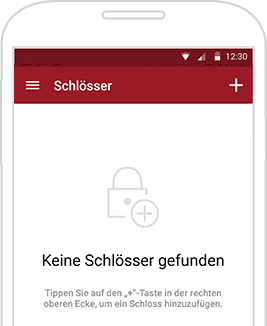 12:30
Schlösser
Keine Schlösser gefunden
Tippen Sie auf den „+“-Taste in der rechten
oberen Ecke, um ein Schloss hinzuzufügen.